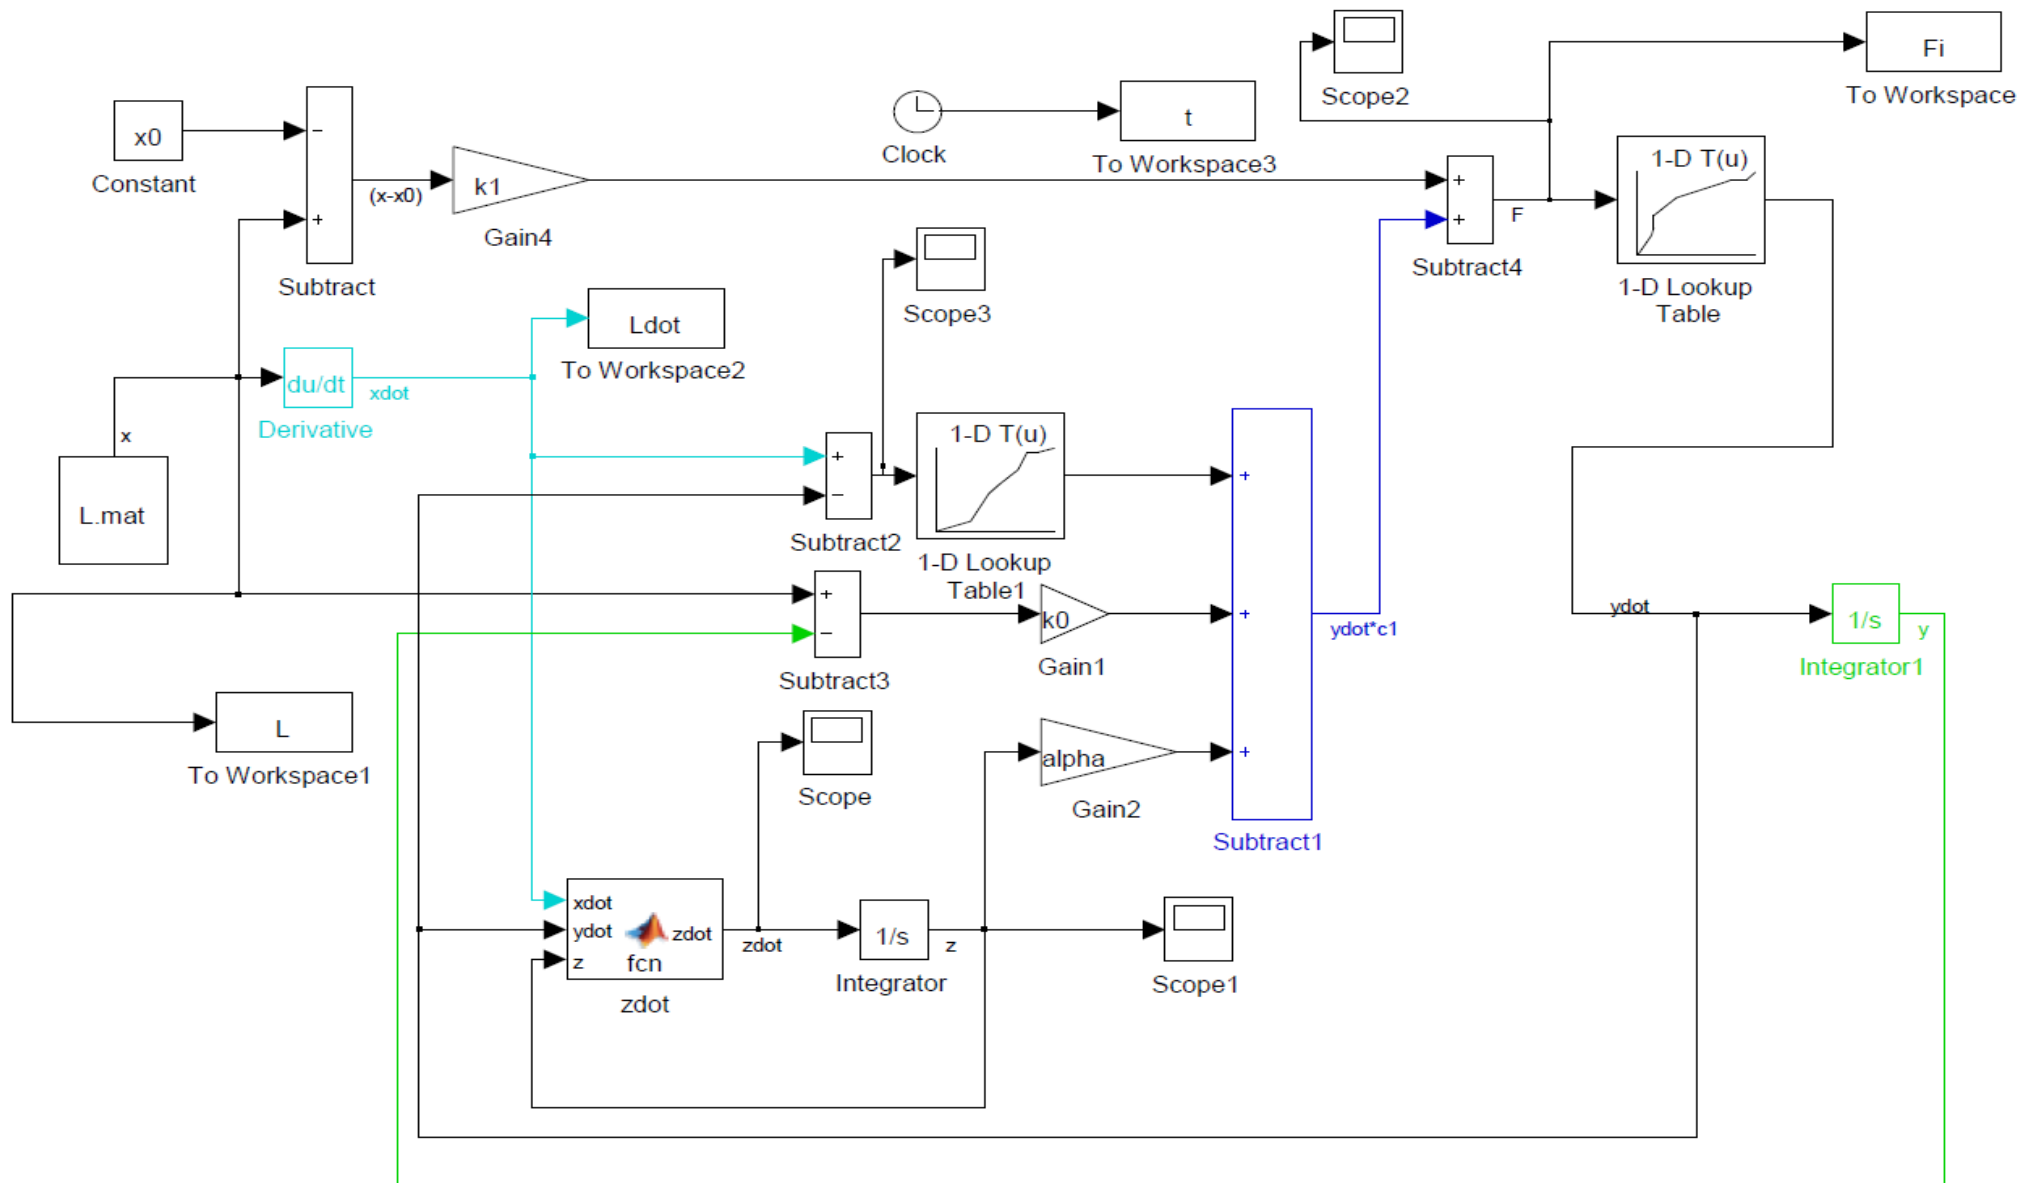 Scope2
Fi
To Workspace
x0
Constant
−
+
Subtract
(x-x0)
k1
Gain4
Clock
t
To Workspace3
+
+
Subtract4
F
1-D T(u)
1-D Lookup
Table
Scope3
Ldot
To Workspace2
du/dt
xdot
Derivative
x
L.mat
+
−
Subtract2
1-D T(u)
1-D Lookup
Table1
+
−
Subtract3
k0
Gain1
+
+
+
ydot*c1
Subtract1
ydot
1/s
y
Integrator1
L
To Workspace1
Scope
alpha
Gain2
xdot
ydot
z
zdot
fcn
zdot
zdot
1/s
z
Integrator
Scope1